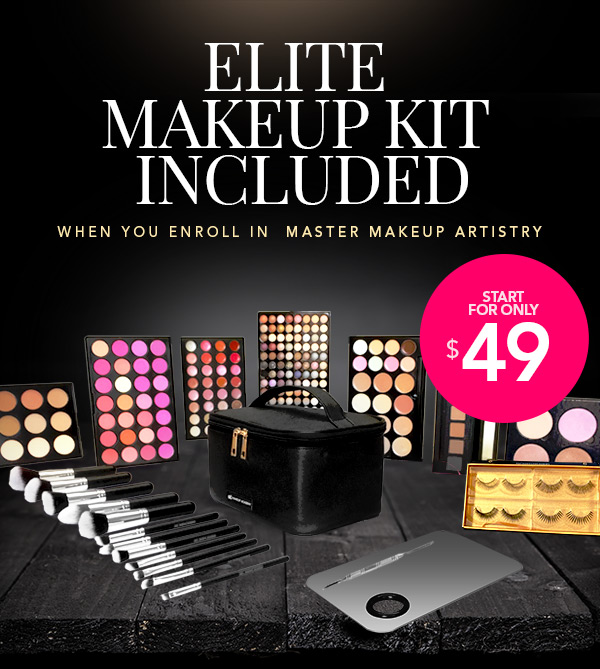 ELITE
MAKEUP KIT
INCLUDED
WHEN YOU ENROLL IN MASTER MAKEUP ARTISTRY
START
FOR ONLY
$49